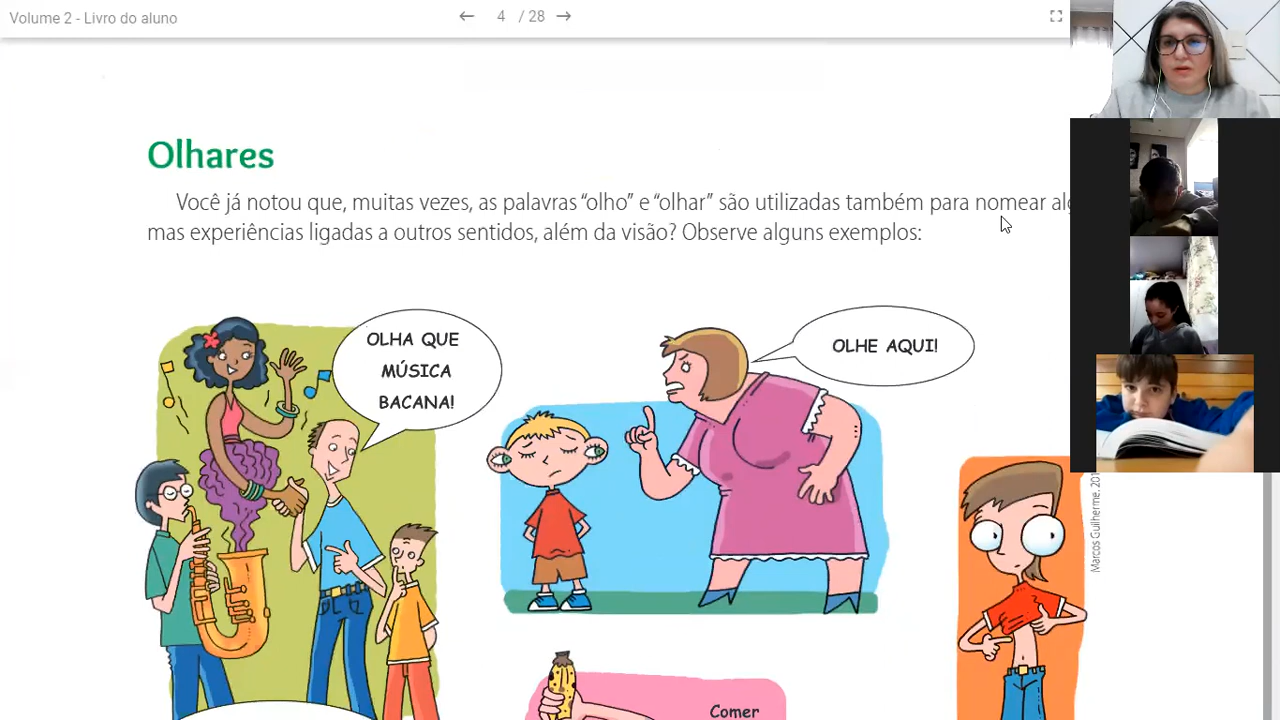 Volume 2 - Livro do aluno
4 / 28
Olhares
Você já notou que, muitas vezes, as palavras “olho” e “olhar” são utilizadas também para nomear alg
mas experiências ligadas a outros sentidos, além da visão? Observe alguns exemplos:
OLHA QUE
MÚSICA
BACANA!
OLHE AQUI!
Marcos Guilherme. 201
Comer